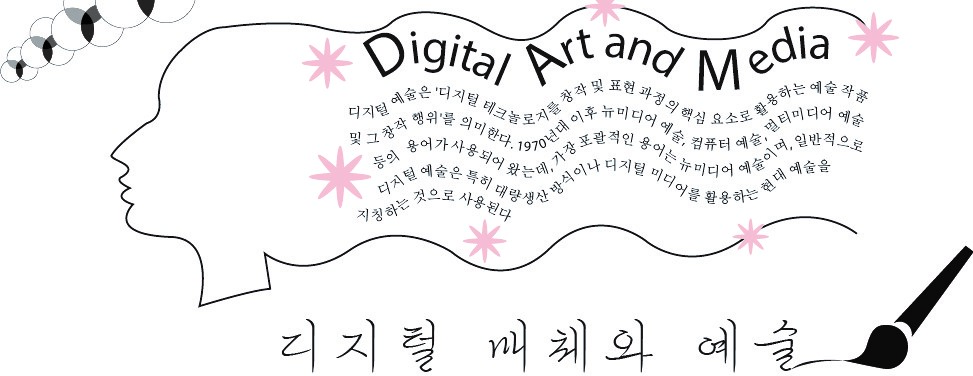 Digital Art and Media
디지털 예술은 '디지털 테크놀로지를 창작 및 표현 과정의 핵심 요소로 활용하는 예술 작품
및 그 창작 행위'를 의미한다. 1970년대 이후 뉴미디어 예술, 컴퓨터 예술, 멀티미디어 예술
등의 용어가 사용되어 왔는데, 가장 포괄적인 용어는 뉴미디어 예술이며, 일반적으로
디지털 예술은 특히 대량생산 방식이나 디지털 미디어를 활용하는 현대 예술을
지칭하는 것으로 사용된다
디지털 매체와 예술